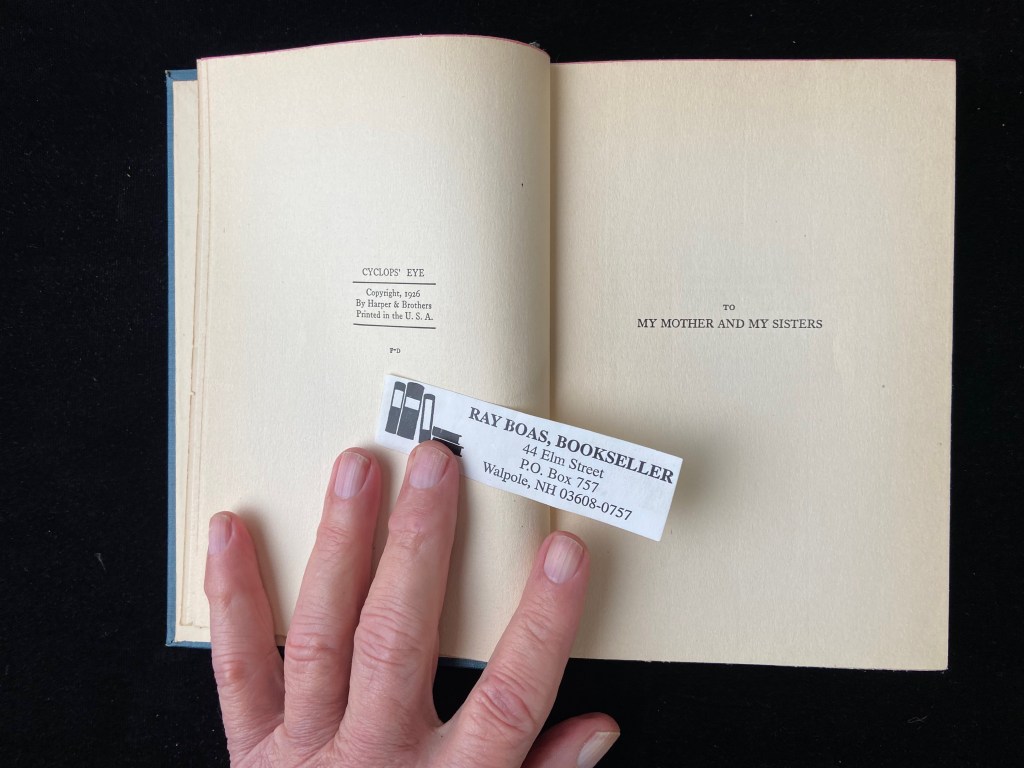 CYCLOPS' EYE
Copyright, 1926
By Harper & Brothers
Printed in the U. S. A.
F-D
TO
MY MOTHER AND MY SISTERS
RAY BOAS, BOOKSELLER
44 Elm Street
P.O. Box 757
Walpole, NH 03608-0757